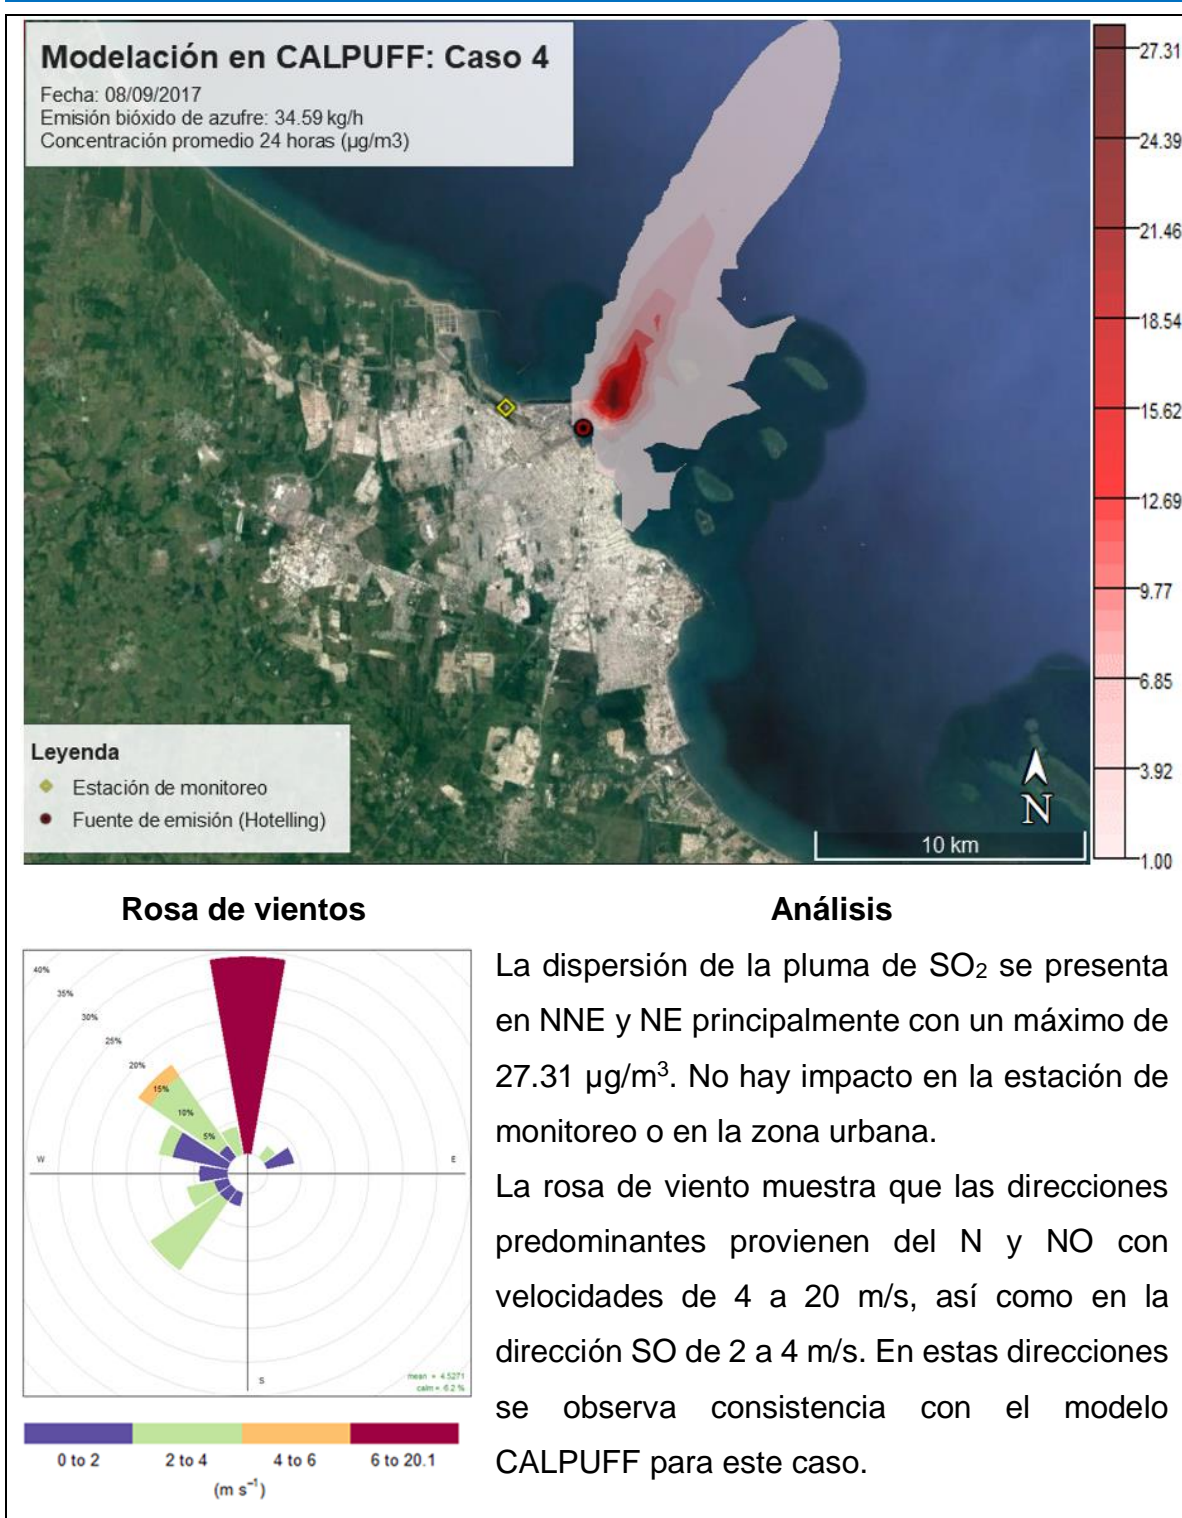 Modelación en CALPUFF: Caso 4
Fecha: 08/09/2017
Emisión bióxido de azufre: 34.59 kg/h
Concentración promedio 24 horas (µg/m3)
27.31
24.39
21.46
18.54
15.62
12.69
9.77
6.85
3.92
1.00
Leyenda
Estación de monitoreo
Fuente de emisión (Hotelling)
N
10 km
Rosa de vientos
40%
35%
30%
25%
20%
15%
10%
5%
W
E
S
mean = 4.5271
calm = 6.2 %
0 to 2
2 to 4
4 to 6
6 to 20.1
(m s⁻¹)
Análisis
La dispersión de la pluma de SO₂ se presenta
en NNE y NE principalmente con un máximo de
27.31 µg/m³. No hay impacto en la estación de
monitoreo o en la zona urbana.
La rosa de viento muestra que las direcciones
predominantes provienen del N y NO con
velocidades de 4 a 20 m/s, así como en la
dirección SO de 2 a 4 m/s. En estas direcciones
se observa consistencia con el modelo
CALPUFF para este caso.